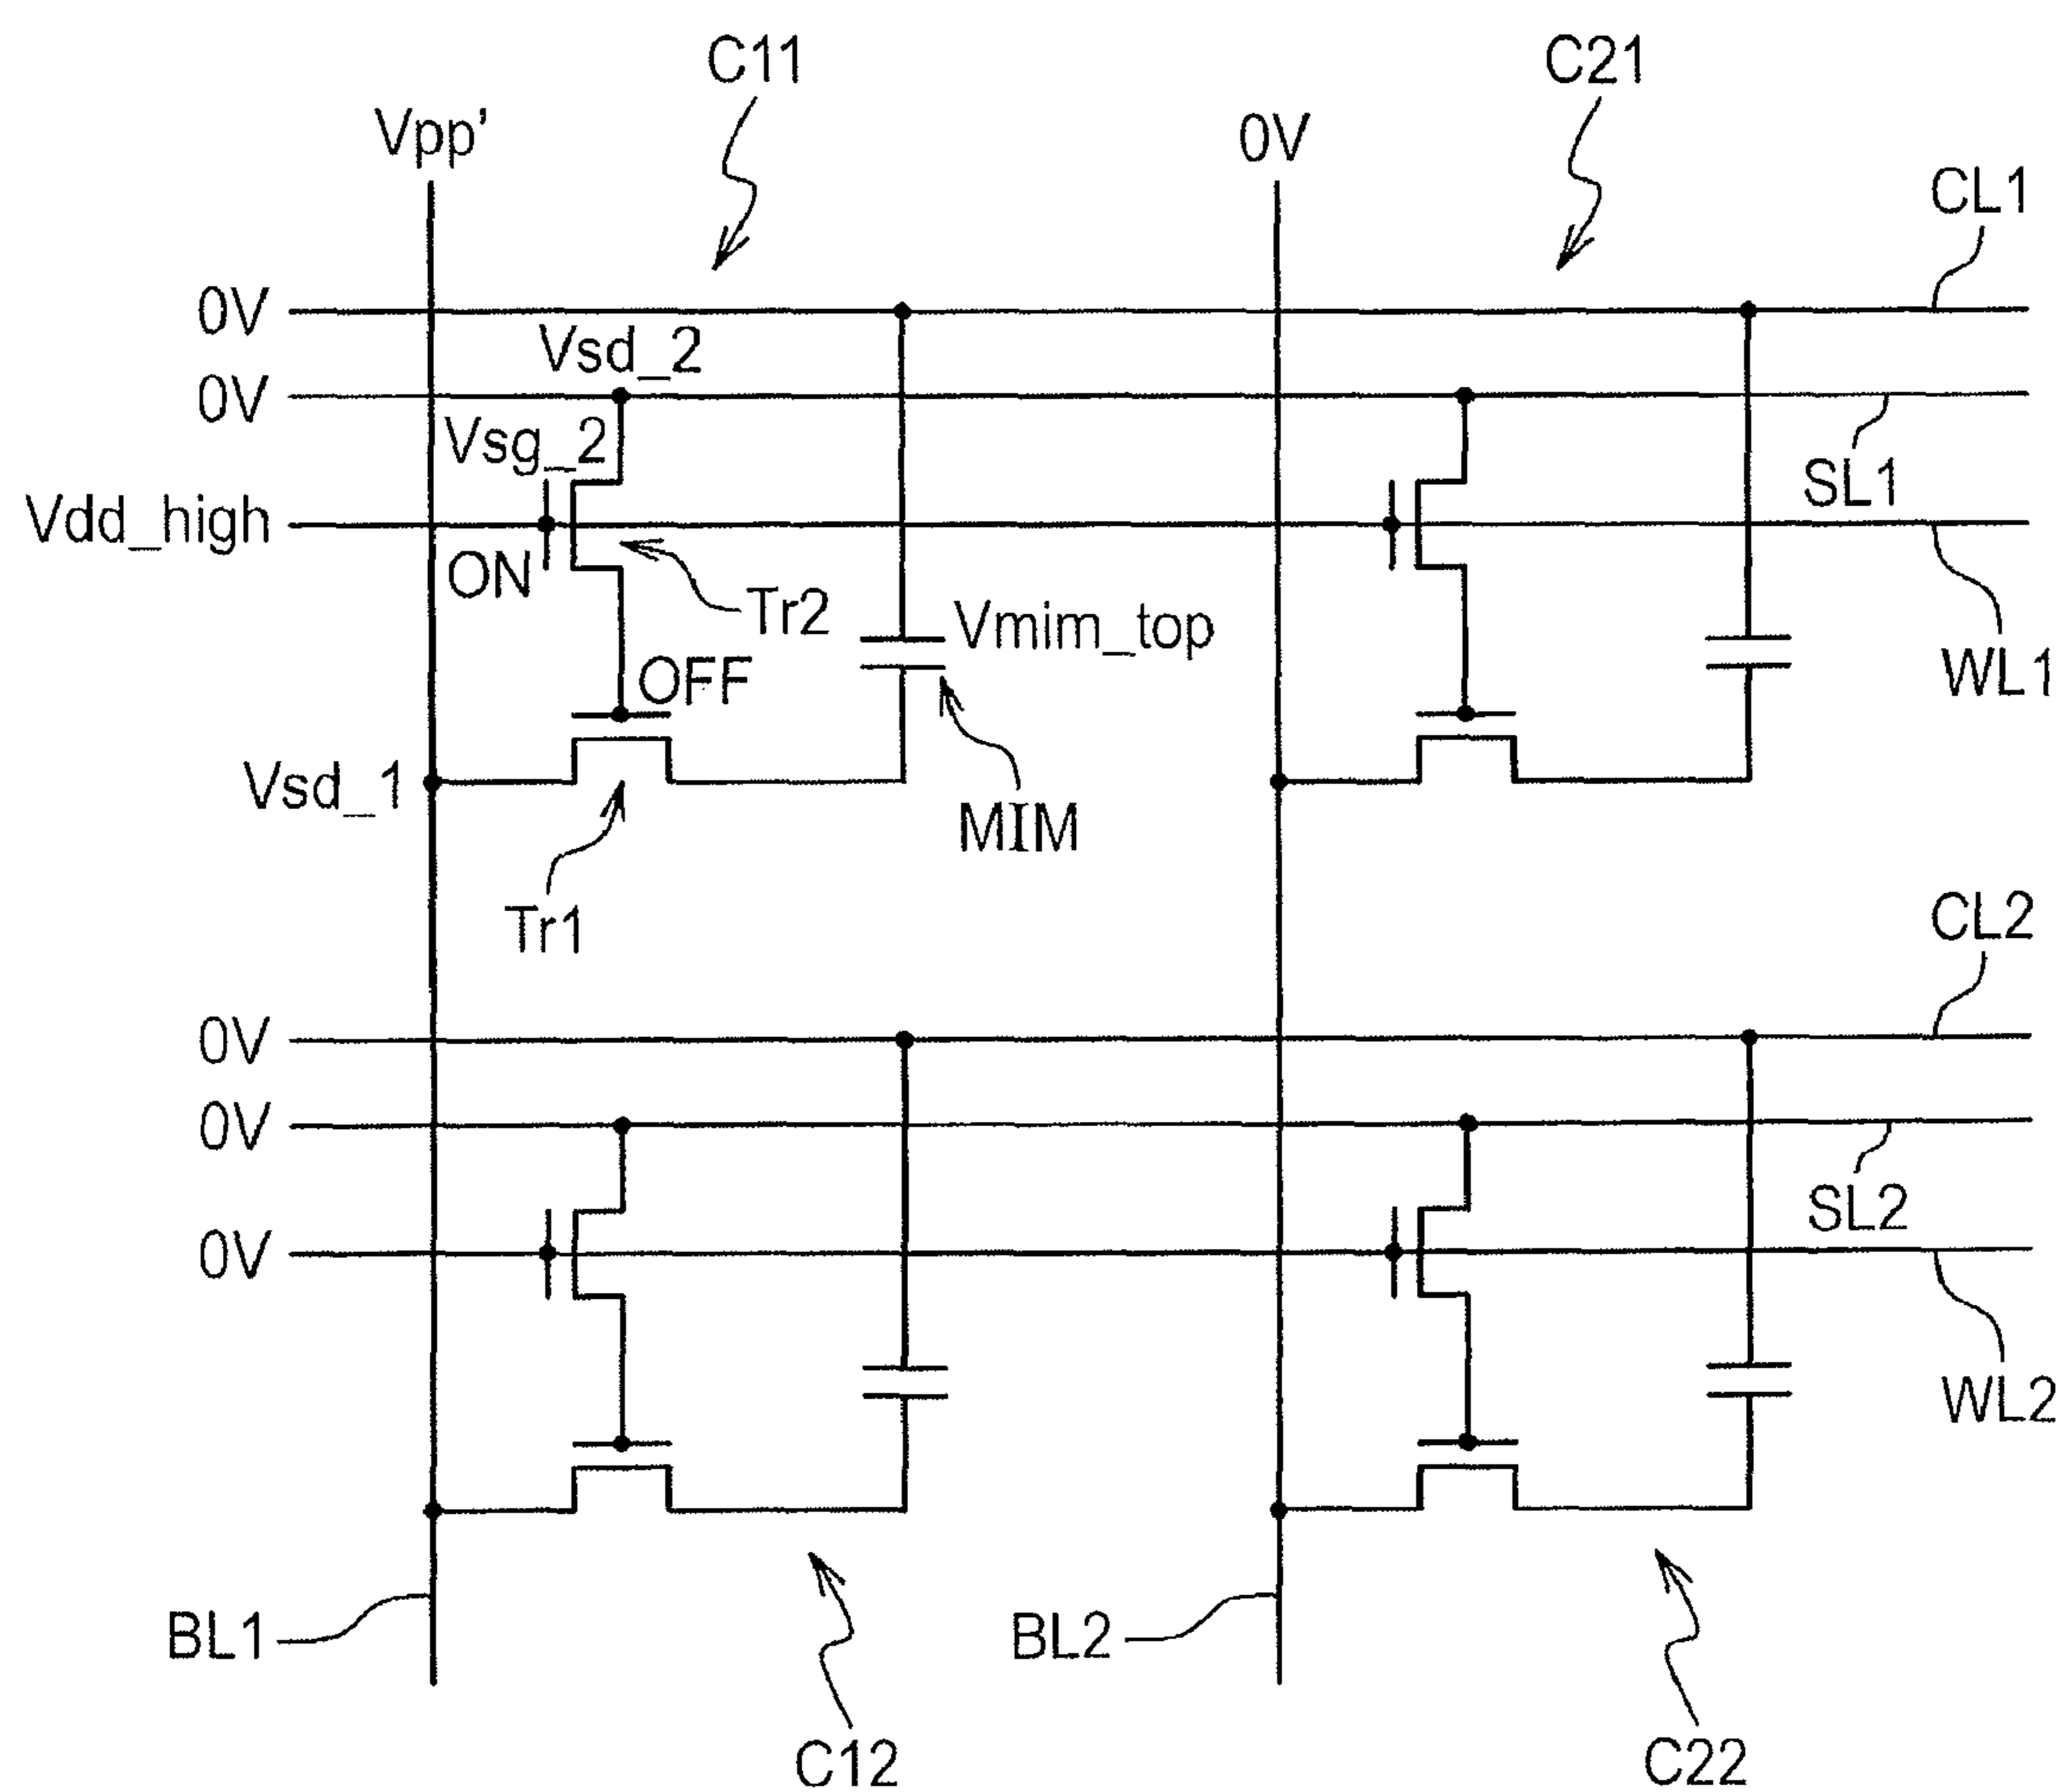 C11
C21
Vpp’
0V
CL1
0V
Vsd_2
0V
Vsg_2
SL1
Vdd_high
ON
Tr2
Vmim_top
WL1
OFF
Vsd_1
MIM
Tr1
CL2
0V
0V
SL2
0V
WL2
BL1
BL2
C12
C22